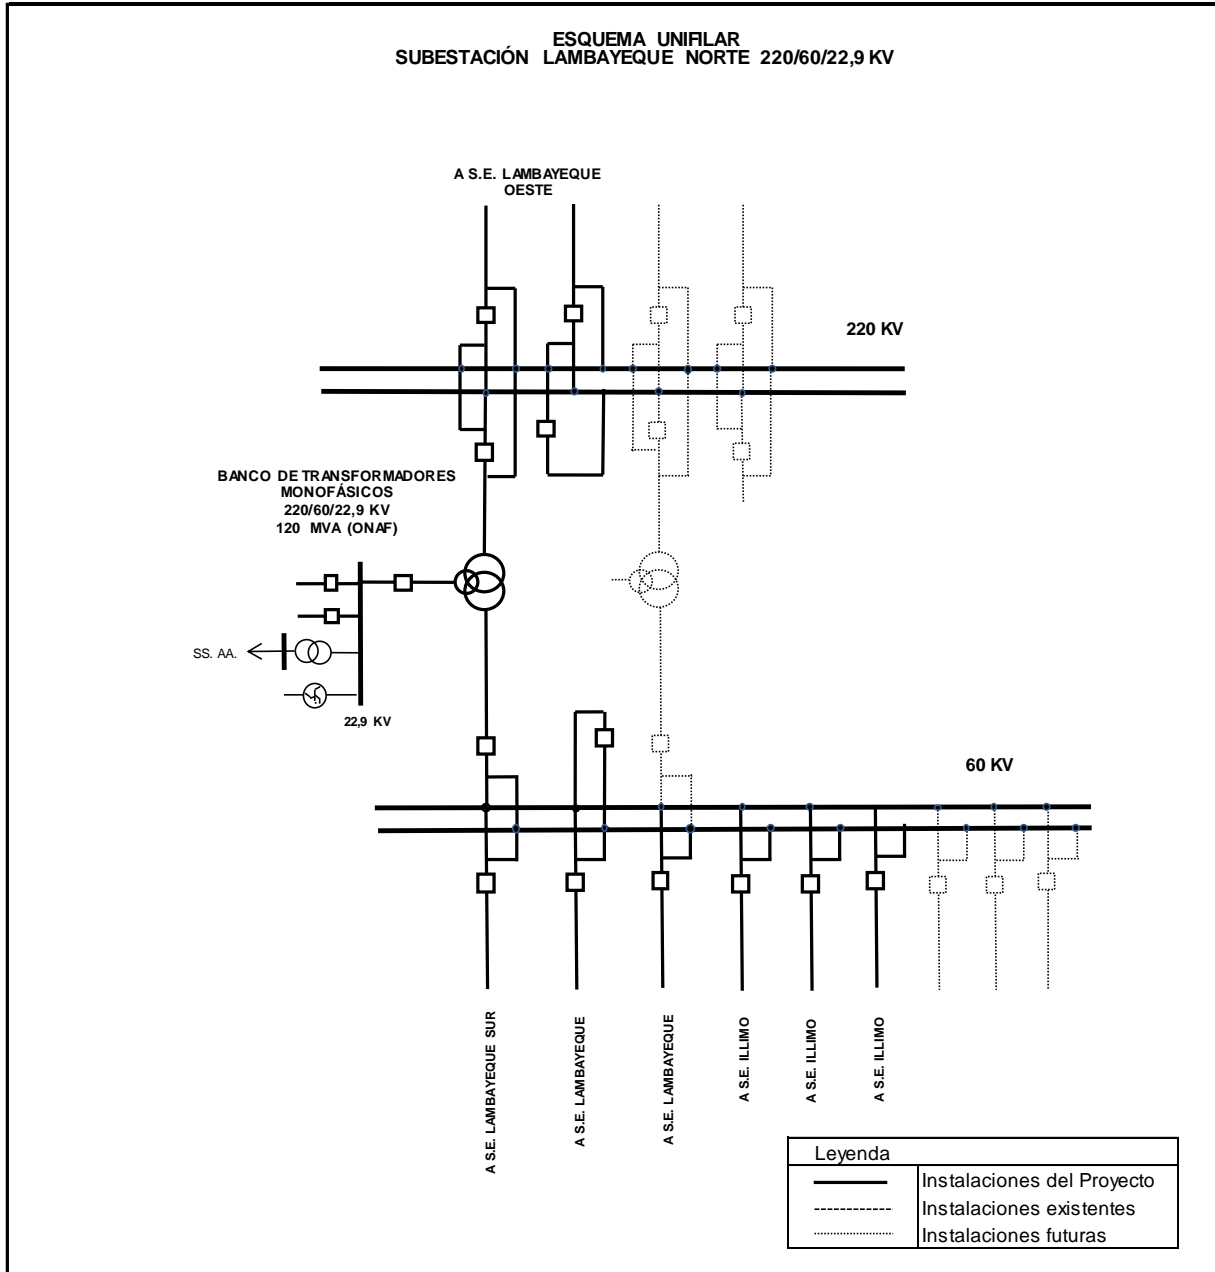 ESQUEMA UNIFILAR
SUBESTACIÓN LAMBAYEQUE NORTE 220/60/22,9 KV
A S.E. LAMBAYEQUE
OESTE
220 KV
BANCO DE TRANSFORMADORES
MONOFÁSICOS
220/60/22,9 KV
120 MVA (ONAF)
SS. AA.
22,9 KV
60 KV
A S.E. LAMBAYEQUE SUR
A S.E. LAMBAYEQUE
A S.E. LAMBAYEQUE
A S.E. ILLIMO
A S.E. ILLIMO
A S.E. ILLIMO
Leyenda
Instalaciones del Proyecto
Instalaciones existentes
Instalaciones futuras